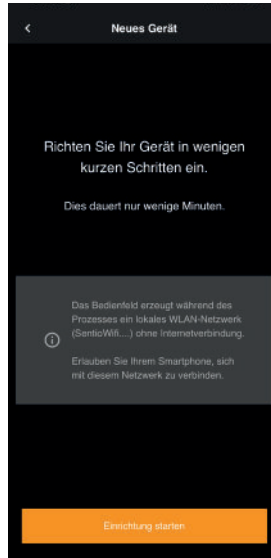 Neues Gerät
Richten Sie Ihr Gerät in wenigen
kurzen Schritten ein.
Dies dauert nur wenige Minuten.
Das Bedienfeld erzeugt während des
Prozesses ein lokales WLAN-Netzwerk
(SentioWifi....) ohne Internetverbindung.
Erlauben Sie Ihrem Smartphone, sich
mit diesem Netzwerk zu verbinden.
Einrichtung starten